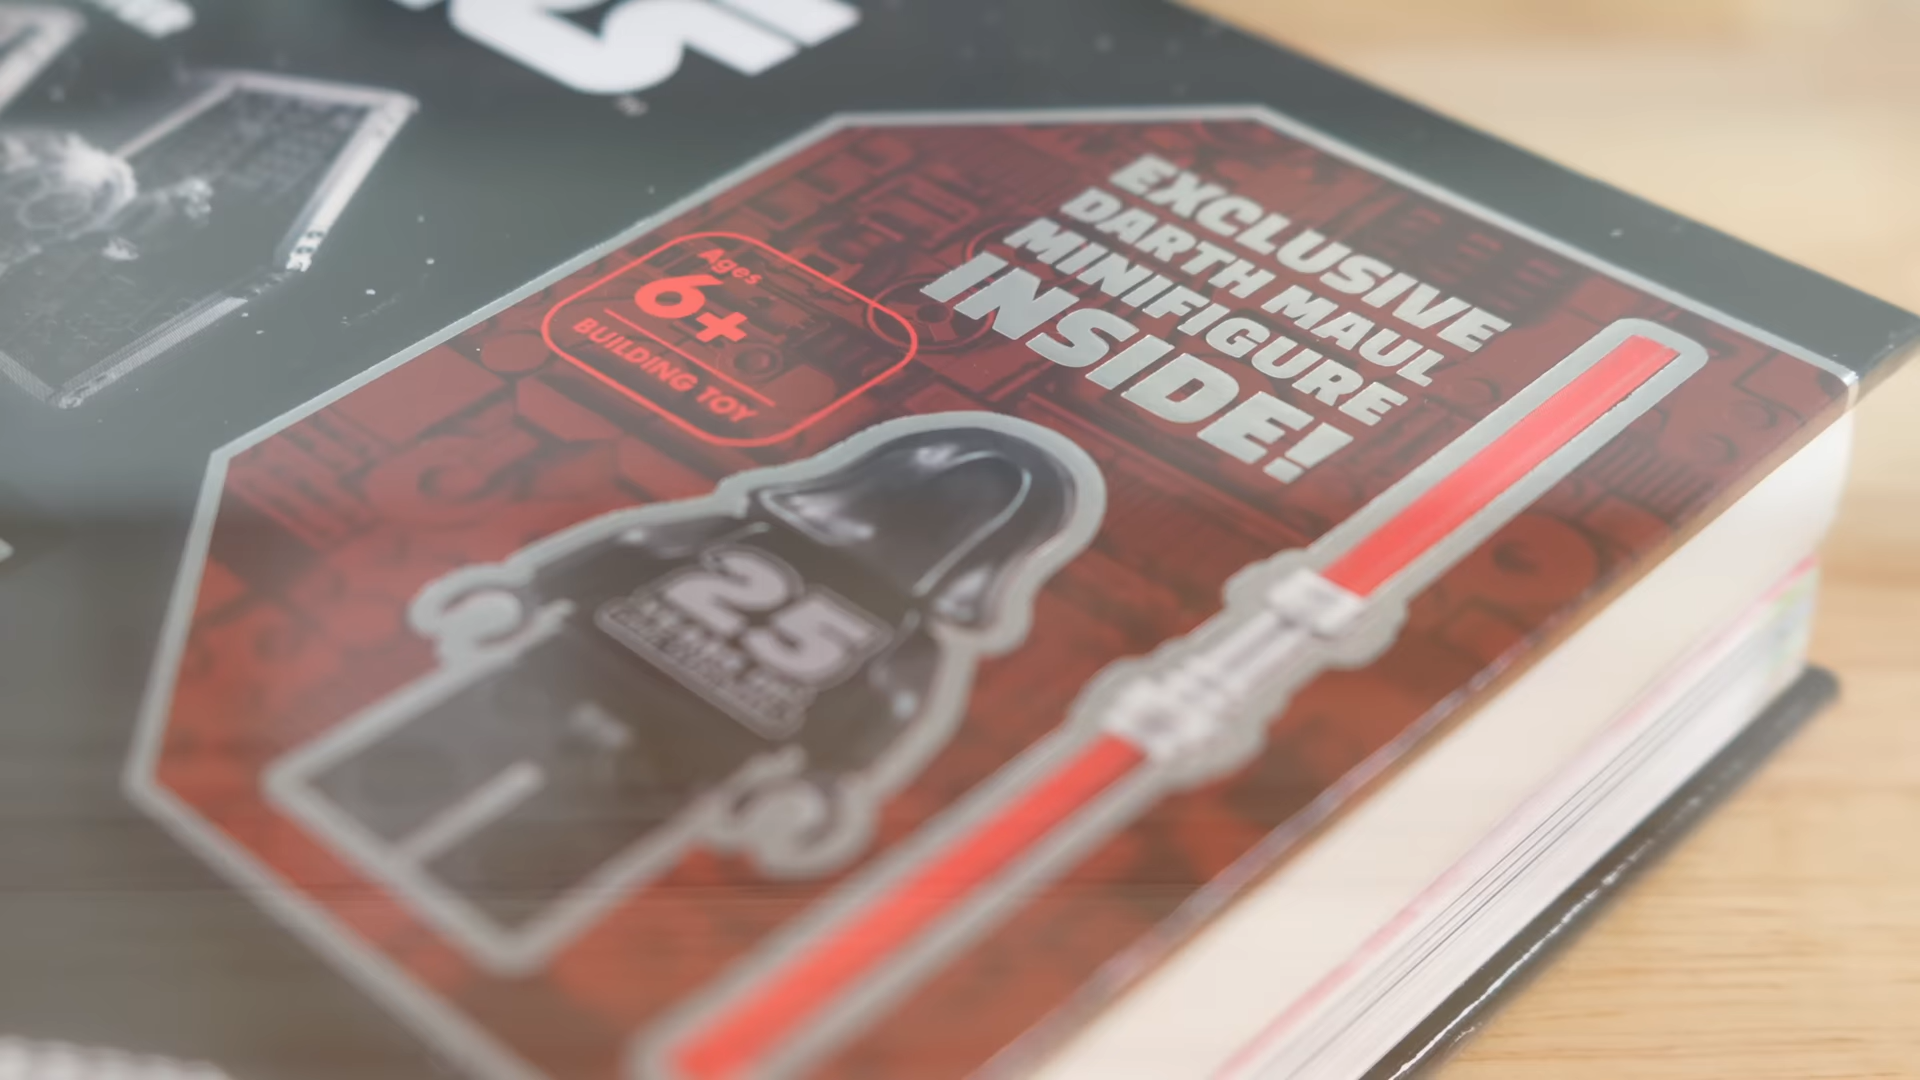 EXCLUSIVE
DARTH MAUL
MINIFIGURE
INSIDE!
Ages
6+
BUILDING TOY
25